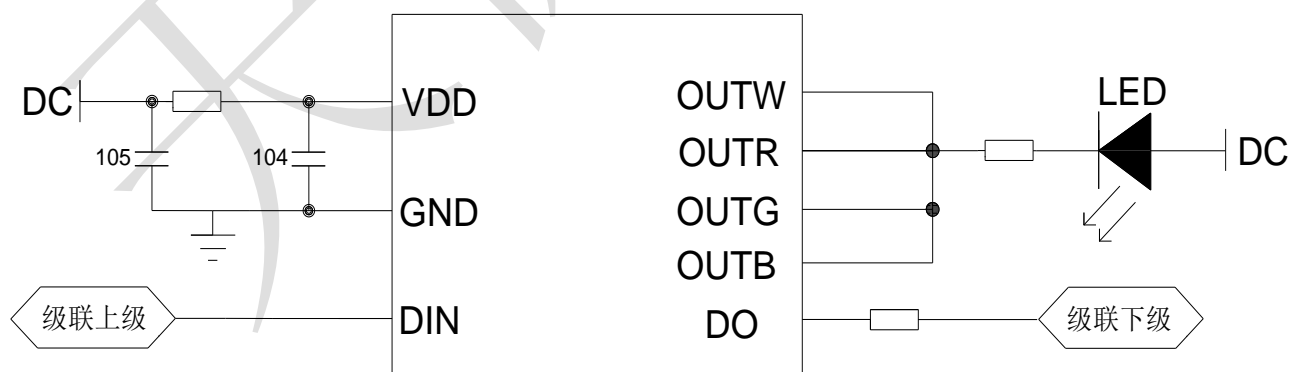 DC
105
104
VDD
GND
DIN
级联上级
OUTW
OUTR
OUTG
OUTB
DO
LED
DC
级联下级